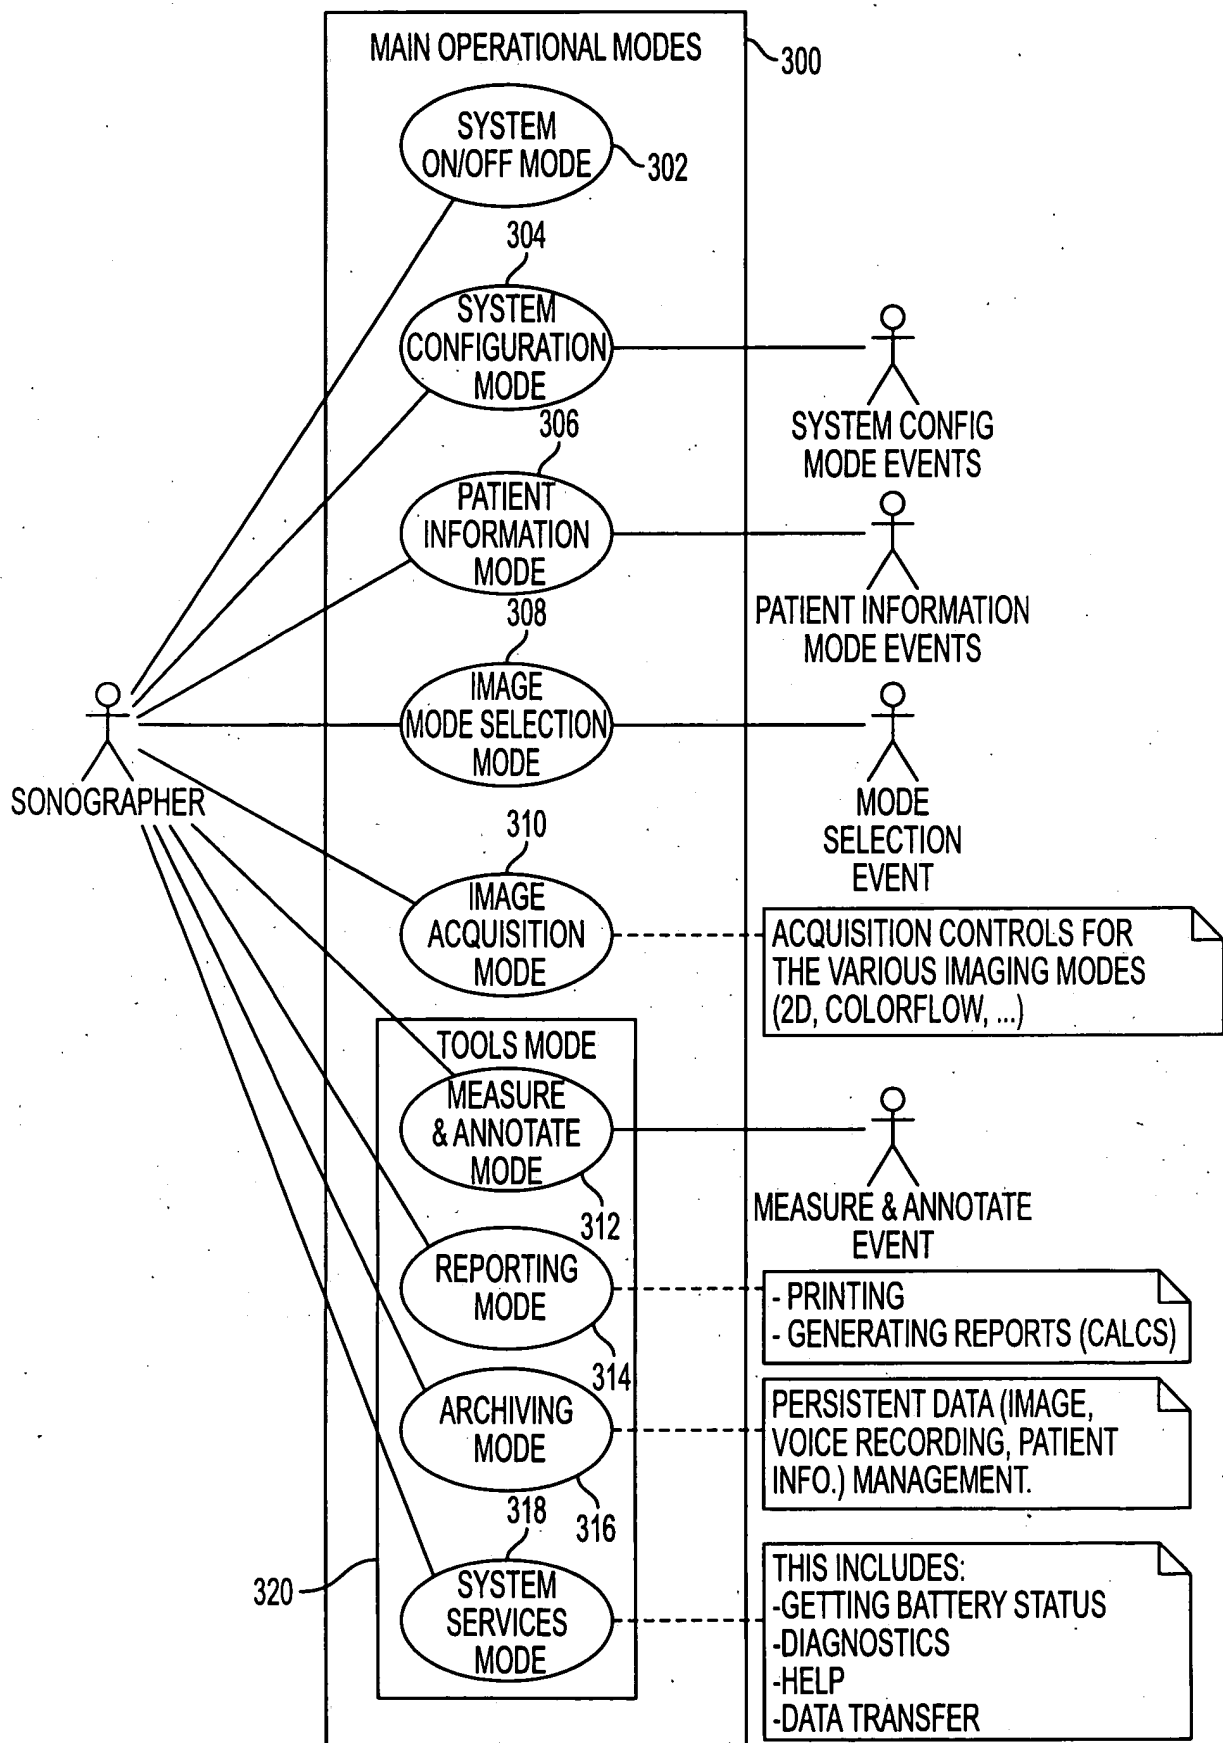 MAIN OPERATIONAL MODES
300
SYSTEM
ON/OFF MODE
302
304
SYSTEM
CONFIGURATION
MODE
SYSTEM CONFIG
MODE EVENTS
306
PATIENT
INFORMATION
MODE
PATIENT INFORMATION
MODE EVENTS
308
IMAGE
MODE SELECTION
MODE
MODE
SELECTION
EVENT
SONOGRAPHER
310
IMAGE
ACQUISITION
MODE
ACQUISITION CONTROLS FOR
THE VARIOUS IMAGING MODES
(2D, COLORFLOW, ...)
TOOLS MODE
MEASURE
& ANNOTATE
MODE
312
MEASURE & ANNOTATE
EVENT
REPORTING
MODE
314
- PRINTING
- GENERATING REPORTS (CALCS)
ARCHIVING
MODE
316
PERSISTENT DATA (IMAGE,
VOICE RECORDING, PATIENT
INFO.) MANAGEMENT.
318
320
SYSTEM
SERVICES
MODE
THIS INCLUDES:
-GETTING BATTERY STATUS
-DIAGNOSTICS
-HELP
-DATA TRANSFER